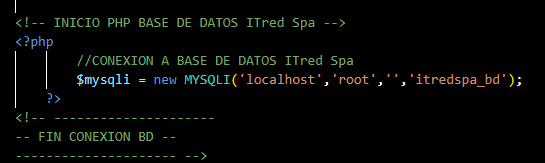 <!-- INICIO PHP BASE DE DATOS ITred Spa -->
<?php
//CONEXION A BASE DE DATOS ITred Spa
$mysqli = new MYSQLI('localhost','root','','itredspa_bd');
?>
<!-- ---------------------
-- FIN CONEXION BD --
--------------------- -->